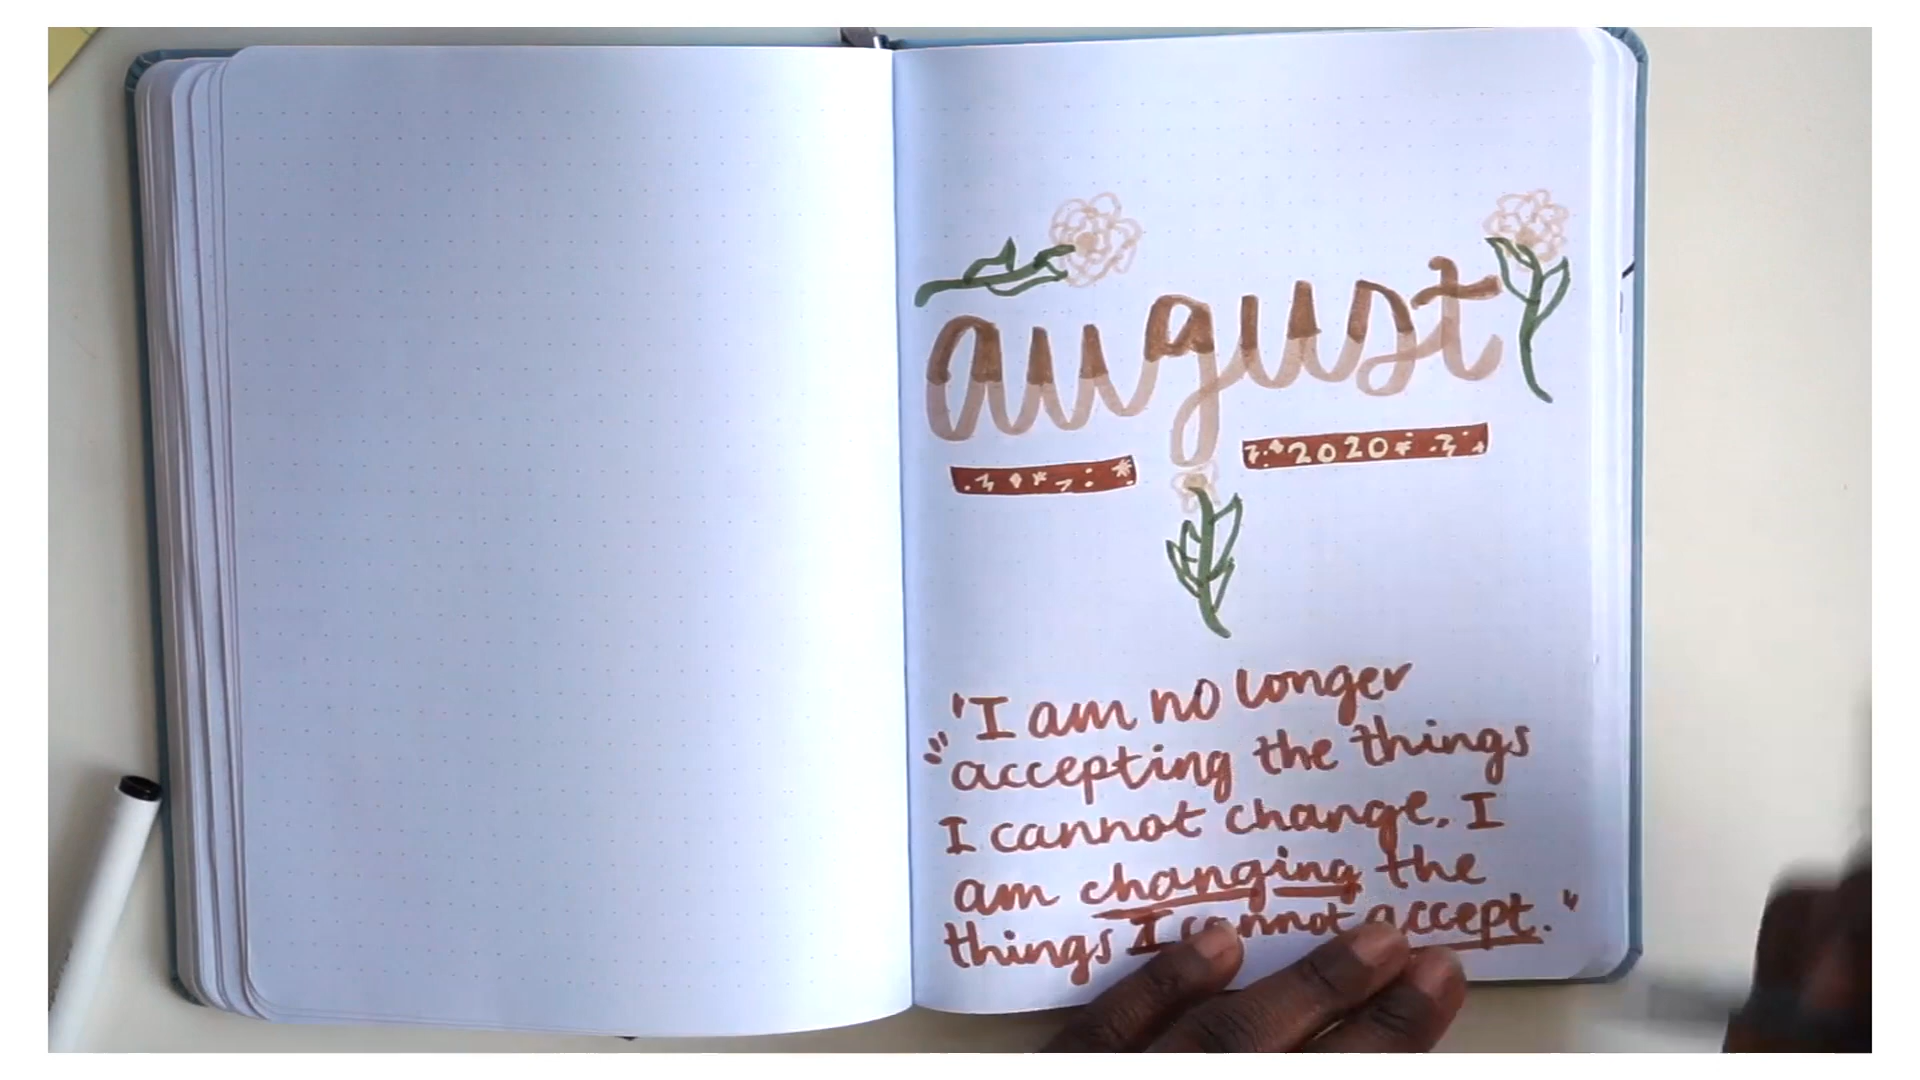 august
2020
"I am no longer
accepting the things
I cannot change. I
am changing the
things I cannot accept."